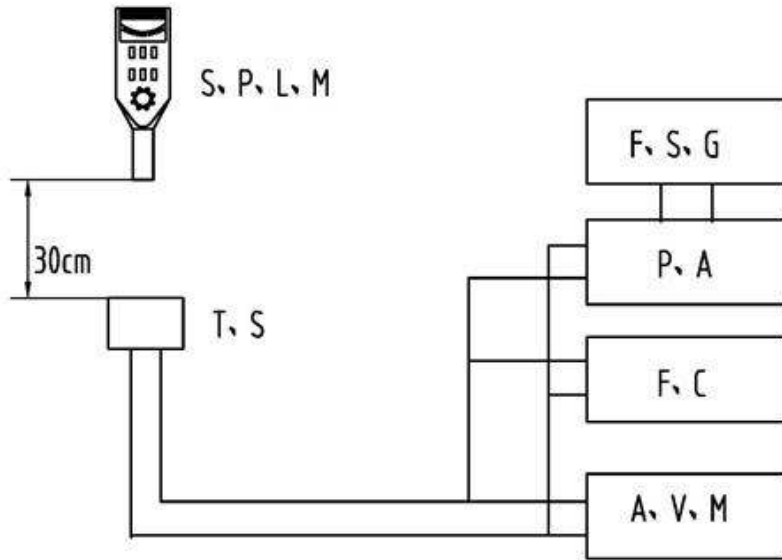 S、P、L、M
F、S、G
30cm
P、A
T、S
F、C
A、V、M